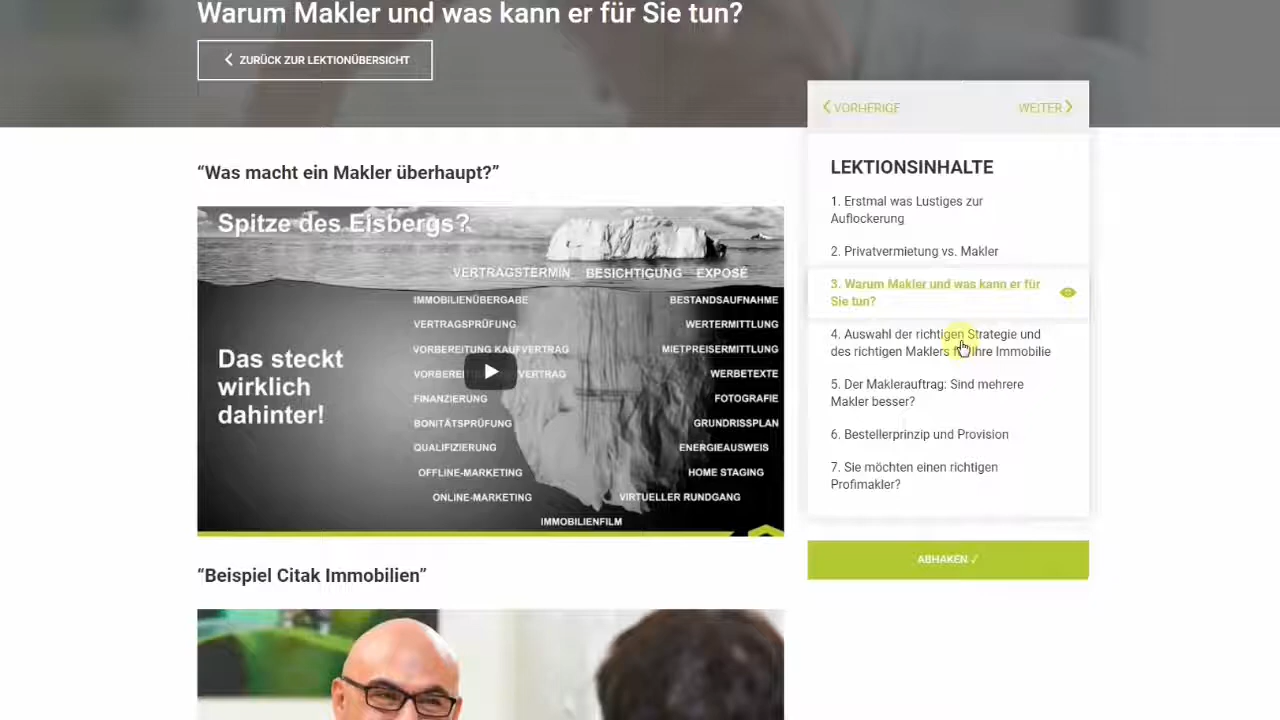 Warum Makler und was kann er für Sie tun?
ZURÜCK ZUR LEKTIONÜBERSICHT
VORHERIGE
WEITER
LEKTIONSINHALTE
1. Erstmal was Lustiges zur
Auflockerung
2. Privatvermietung vs. Makler
3. Warum Makler und was kann er für
Sie tun?
4. Auswahl der richtigen Strategie und
des richtigen Maklers für Ihre Immobilie
5. Der Maklerauftrag: Sind mehrere
Makler besser?
6. Bestellerprinzip und Provision
7. Sie möchten einen richtigen
Profimakler?
ABHAKEN ✓
“Was macht ein Makler überhaupt?”
Spitze des Eisbergs?
VERTRAGSTERMIN BESICHTIGUNG EXPOSÉ
Das steckt
wirklich
dahinter!
IMMOBILIENÜBERGABE
VERTRAGSPRÜFUNG
VORBEREITUNG KAUFVERTRAG
VERTRAG
FINANZIERUNG
BONITÄTSPRÜFUNG
QUALIFIZIERUNG
OFFLINE-MARKETING
ONLINE-MARKETING
IMMOBILIENFILM
BESTANDSAUFNAHME
WERTERMITTLUNG
MIETPREISERMITTLUNG
WERBETEXTE
FOTOGRAFIE
GRUNDRISSPLAN
ENERGIEAUSWEIS
HOME STAGING
VIRTUELLER RUNDGANG
“Beispiel Citak Immobilien”